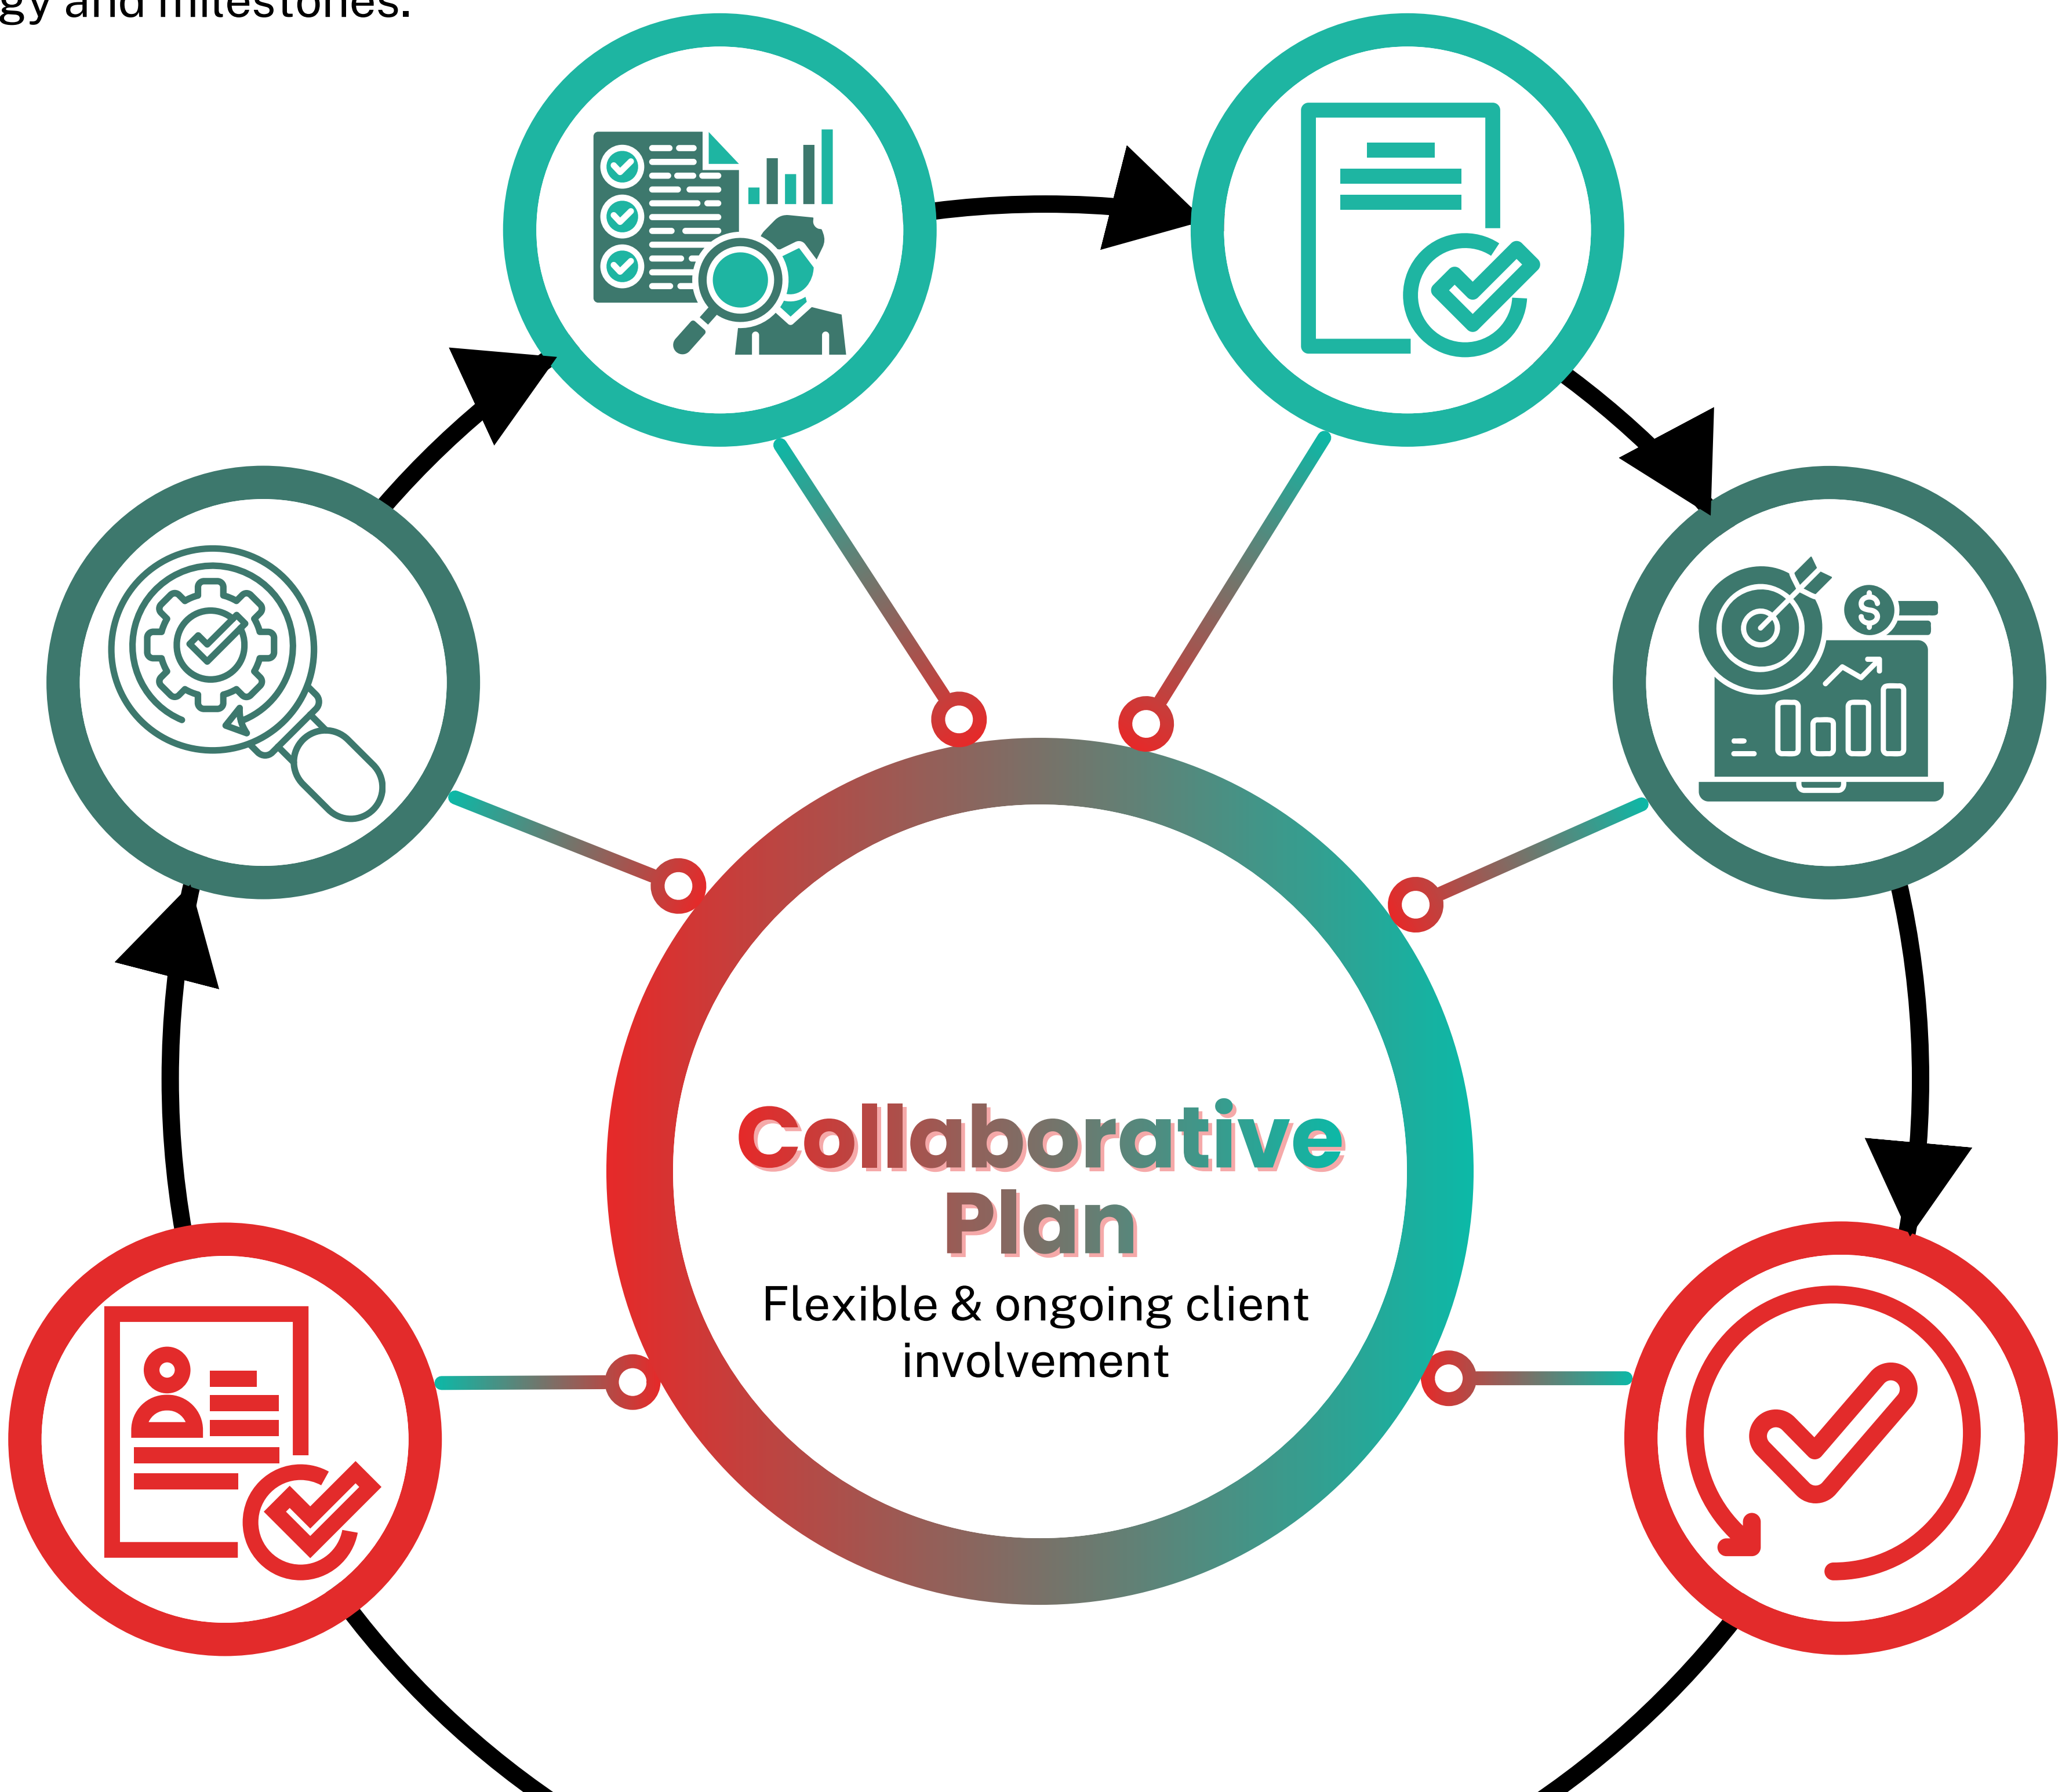 gy and milestones.
Collaborative
Plan
Flexible & ongoing client
involvement
$